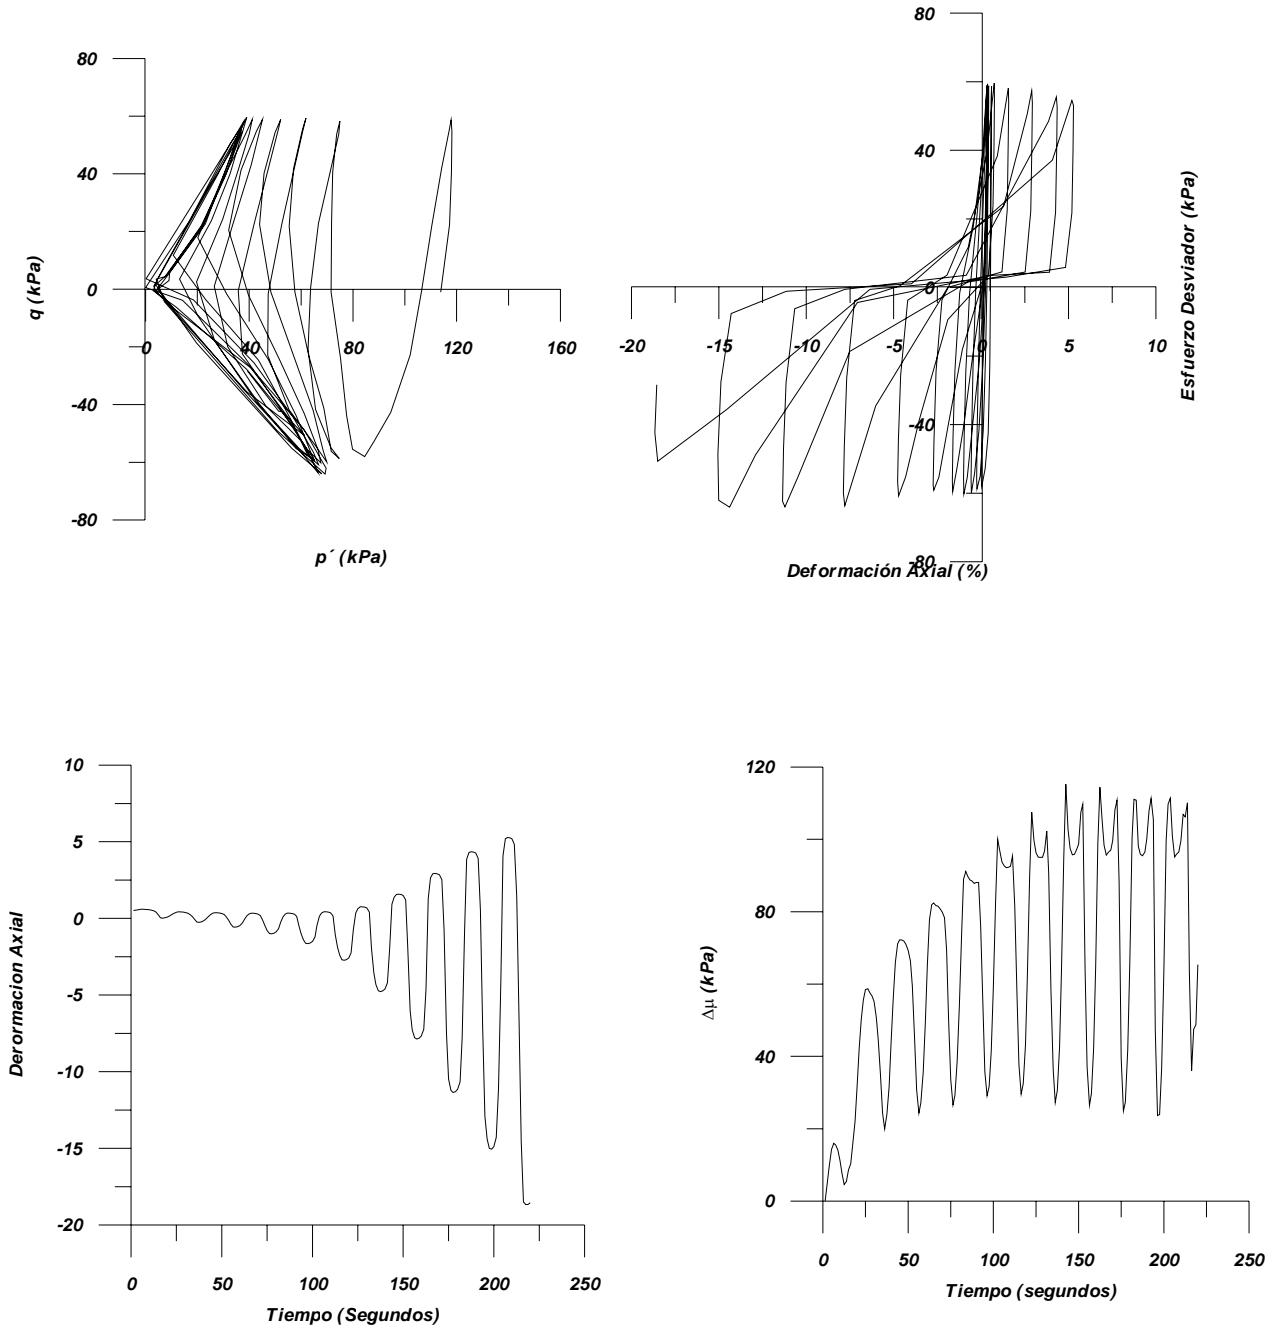 80
40
0
-40
-80
q (kPa)
0 40 80 120 160
p´ (kPa)
80
40
0
-40
-80
Esfuerzo Desviador (kPa)
-20 -15 -10 -5 0 5 10
Deformación Axial (%)
10
5
0
-5
-10
-15
-20
Derormacion Axial
0 50 100 150 200 250
Tiempo (Segundos)
120
80
40
0
Δμ (kPa)
0 50 100 150 200 250
Tiempo (segundos)